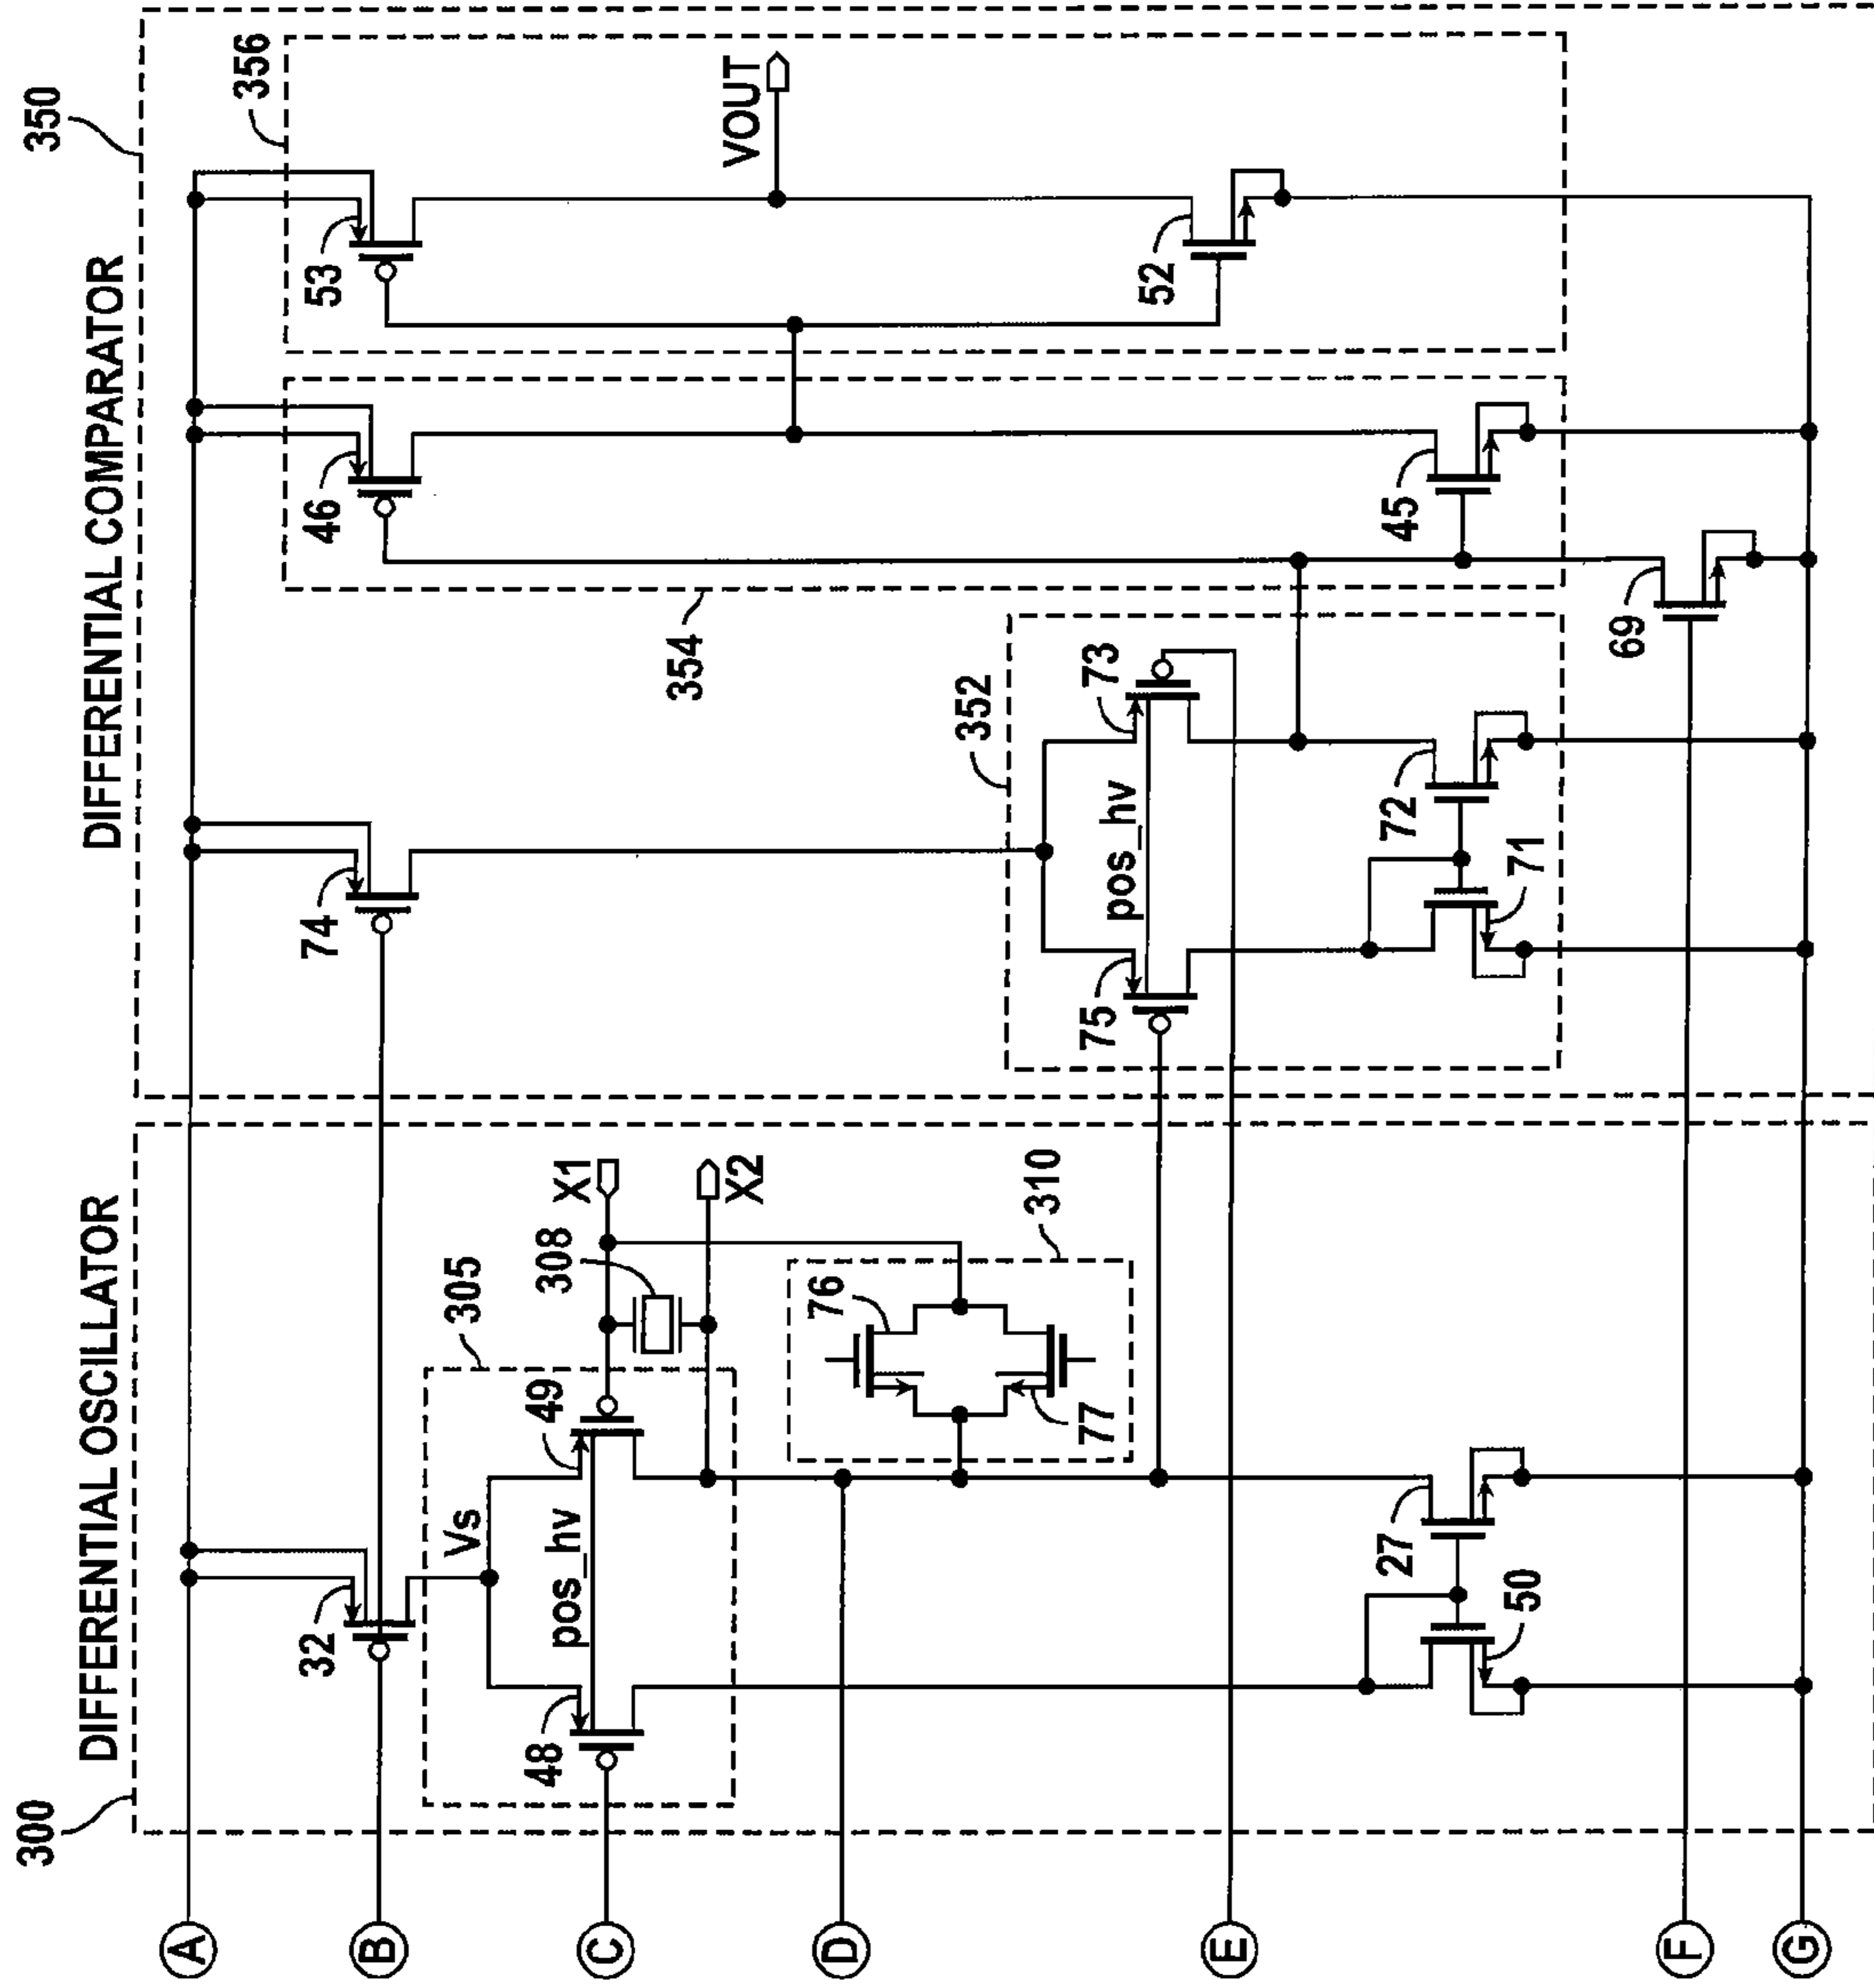 300
DIFFERENTIAL OSCILLATOR
DIFFERENTIAL COMPARATOR
350
A
B
C
D
E
F
G
32
Vs
305
48
pos_hv
49
308
X1
X2
310
76
77
27
50
74
352
75
pos_hv
73
72
71
354
46
45
69
356
53
VOUT
52